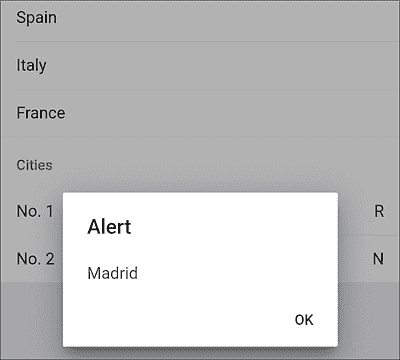 Spain
Italy
France
Cities
No. 1 R
No. 2 N
Alert
Madrid
OK